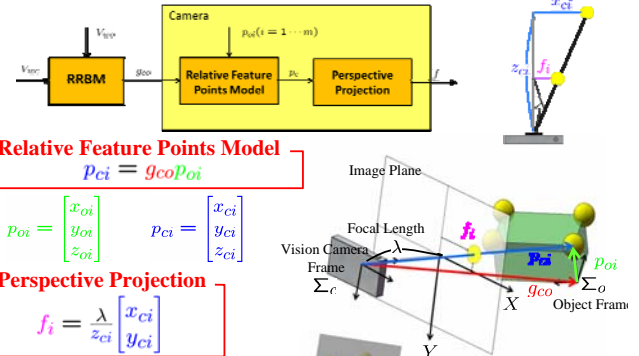 Camera
V_wo
p_oi(i = 1 ··· m)
V_wc
RRBM
g_co
Relative Feature
Points Model
p_c
Perspective
Projection
f
x_ci
z_ci
f_i
Relative Feature Points Model
p_ci = g_co p_oi
p_oi = [x_oi y_oi z_oi]
p_ci = [x_ci y_ci z_ci]
Perspective Projection
f_i = λ/z_ci [x_ci y_ci]
Image Plane
Focal Length
λ
f_i
Vision Camera
Frame
Σ_c
p_ci
p_oi
g_co
Σ_o
X
Object Frame
Y